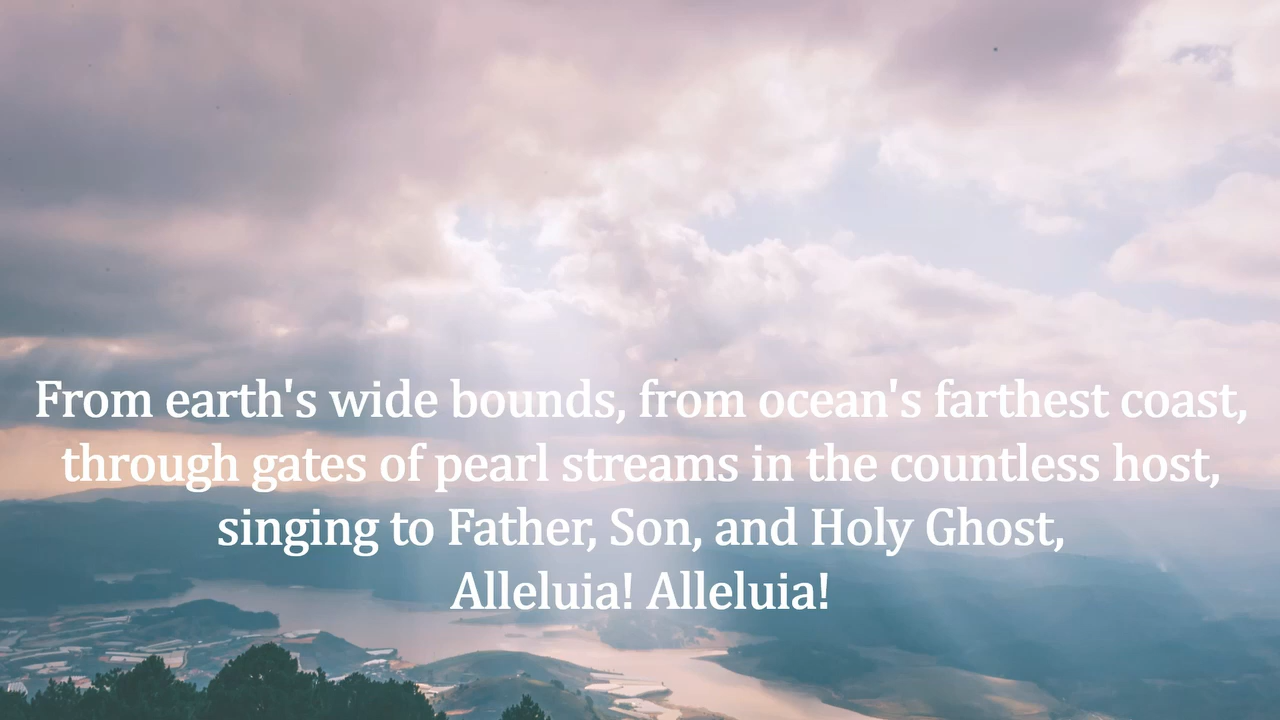 From earth's wide bounds, from ocean's farthest coast,
through gates of pearl streams in the countless host,
singing to Father, Son, and Holy Ghost,
Alleluia! Alleluia!